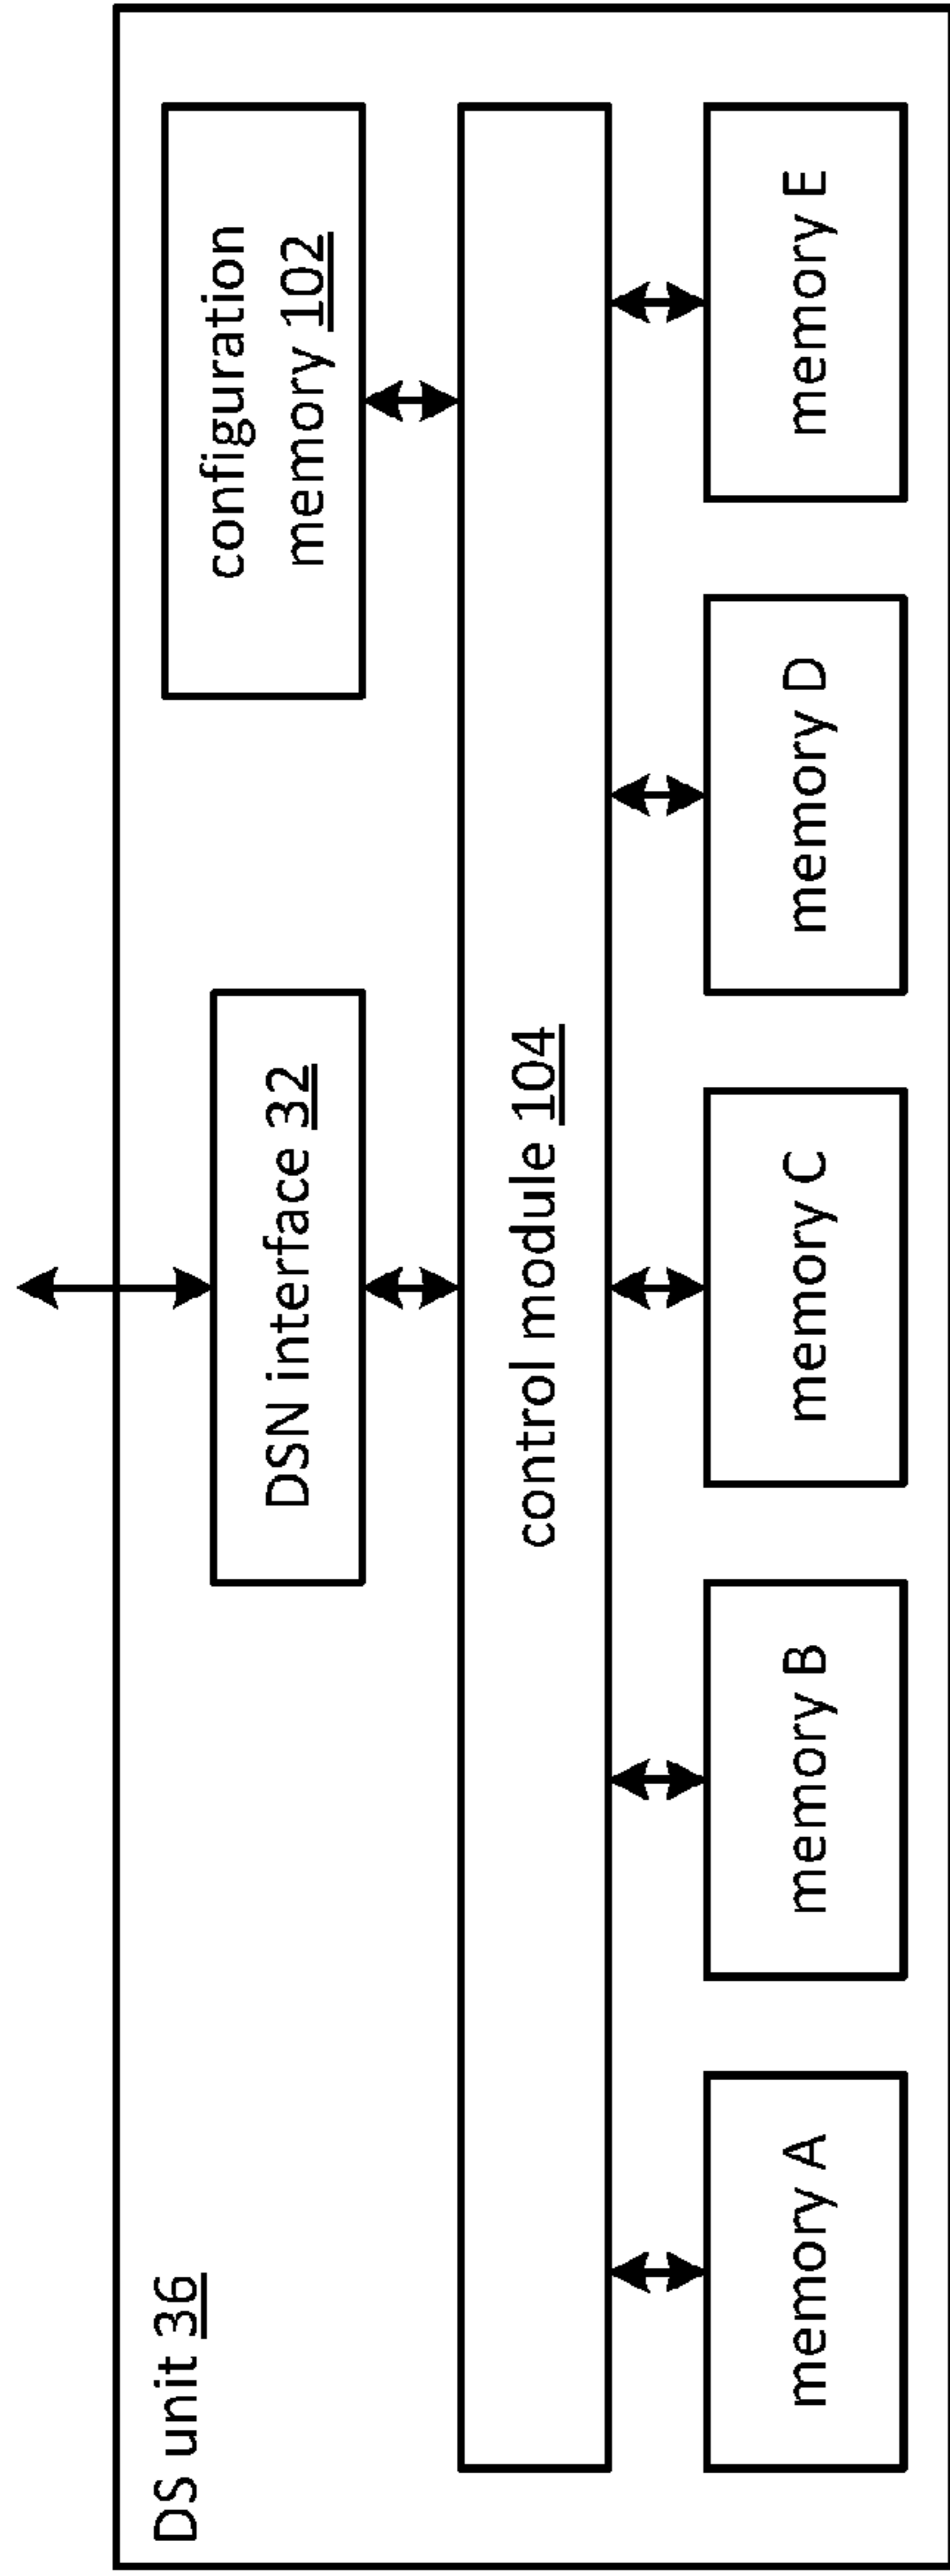 DS unit 36
DSN interface 32
configuration
memory 102
control module 104
memory A
memory B
memory C
memory D
memory E